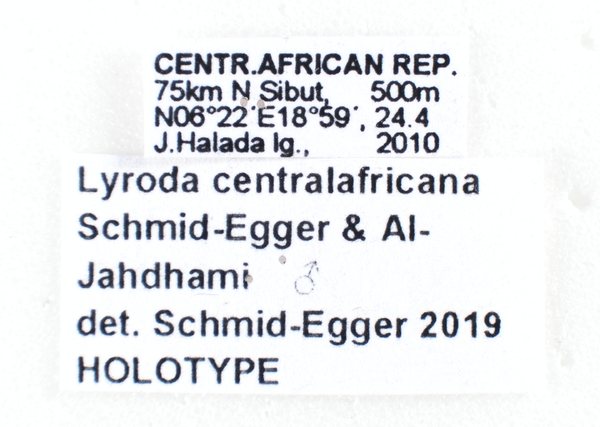 CENTR.AFRICAN REP.
75km N Sibut, 500m
N06°22´E18°59´, 24.4
J.Halada lg., 2010
Lyroda centralafricana
Schmid-Egger & Al-
Jahdhami ♂
det. Schmid-Egger 2019
HOLOTYPE